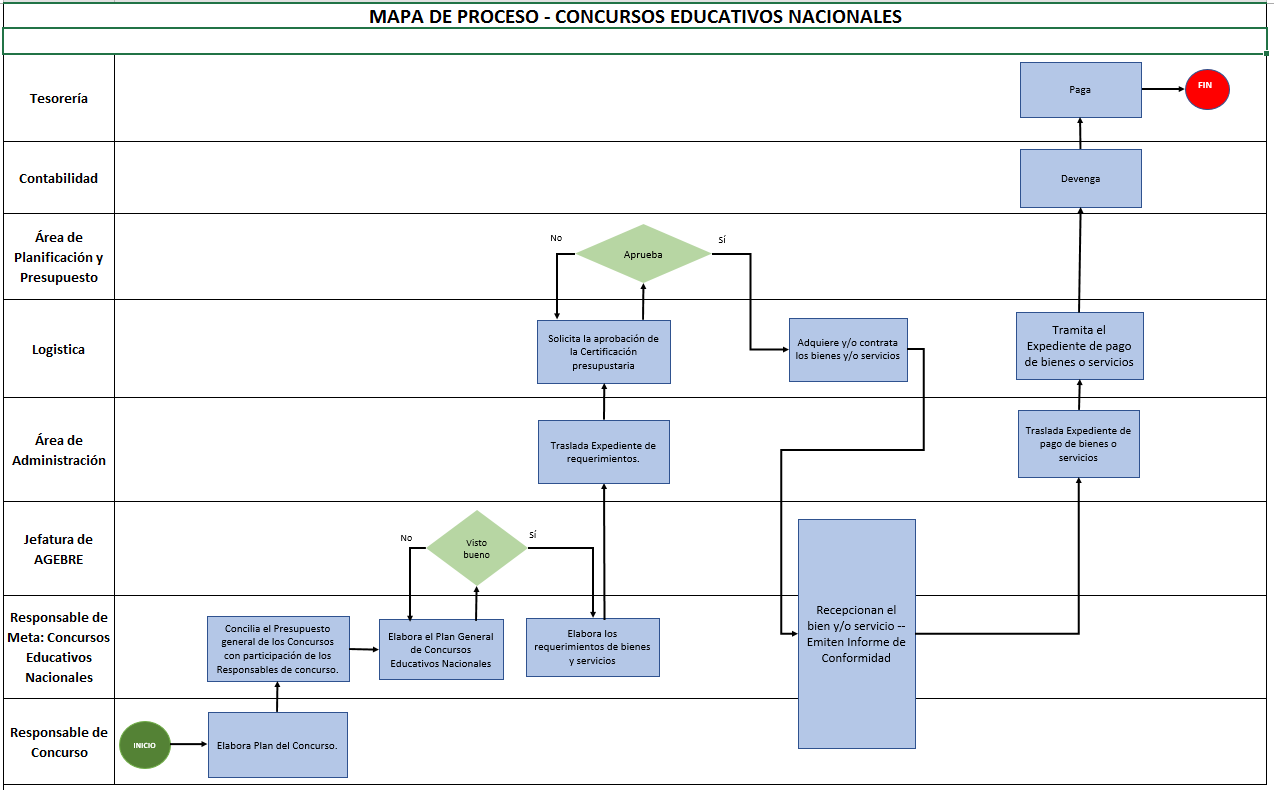 MAPA DE PROCESO - CONCURSOS EDUCATIVOS NACIONALES
Tesorería
Paga
FIN
Contabilidad
Devenga
Área de
Planificación y
Presupuesto
No
Aprueba
Sí
Logistica
Solicita la aprobación de
la Certificación
presupustaria
Adquiere y/o contrata
los bienes y/o servicios
Tramita el
Expediente de pago
de bienes o servicios
Área de
Administración
Traslada Expediente de
requerimientos.
Traslada Expediente de
pago de bienes o
servicios
Jefatura de
AGEBRE
No
Visto
bueno
Sí
Responsable de
Meta: Concursos
Educativos
Nacionales
Concilia el Presupuesto
general de los Concursos
con participación de los
Responsables de concurso.
Elabora el Plan General
de Concursos
Educativos Nacionales
Elabora los
requerimientos de bienes
y servicios
Recepcionan el
bien y/o servicio --
Emiten Informe de
Conformidad
Responsable de
Concurso
INICIO
Elabora Plan del Concurso.